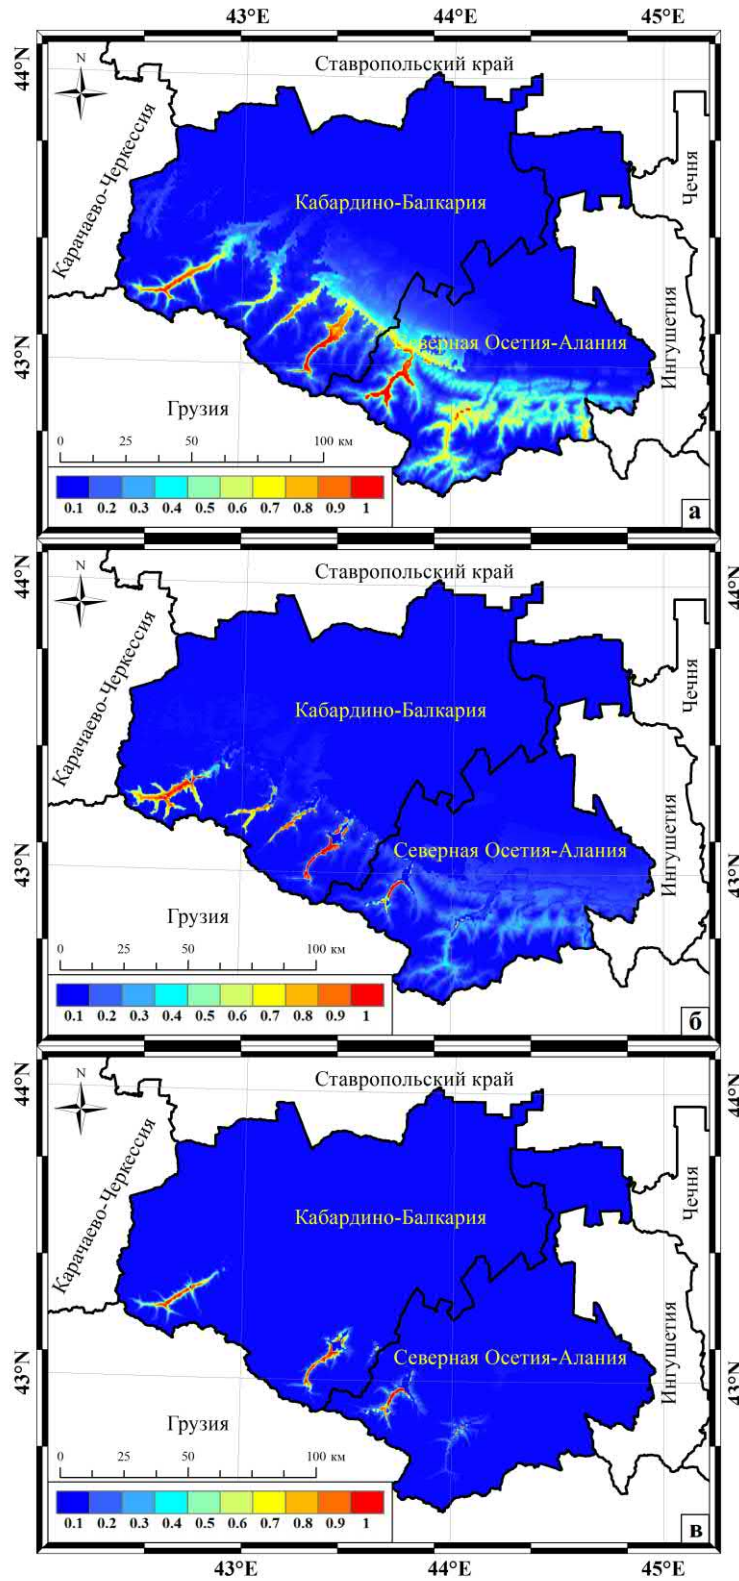 43°E 44°E 45°E
44°N
N
Ставропольский край
Карачаево-Черкессия
Чечня
Кабардино-Балкария
Ингушетия
43°N
Северная Осетия-Алания
Грузия
0 25 50 100 км
0.1 0.2 0.3 0.4 0.5 0.6 0.7 0.8 0.9 1
а
44°N
N
Ставропольский край
44°N
Карачаево-Черкессия
Чечня
Кабардино-Балкария
Ингушетия
43°N
Северная Осетия-Алания
43°N
Грузия
0 25 50 100 км
0.1 0.2 0.3 0.4 0.5 0.6 0.7 0.8 0.9 1
б
44°N
N
Ставропольский край
44°N
Карачаево-Черкессия
Чечня
Кабардино-Балкария
Ингушетия
43°N
Северная Осетия-Алания
43°N
Грузия
0 25 50 100 км
0.1 0.2 0.3 0.4 0.5 0.6 0.7 0.8 0.9 1
в
43°E 44°E 45°E